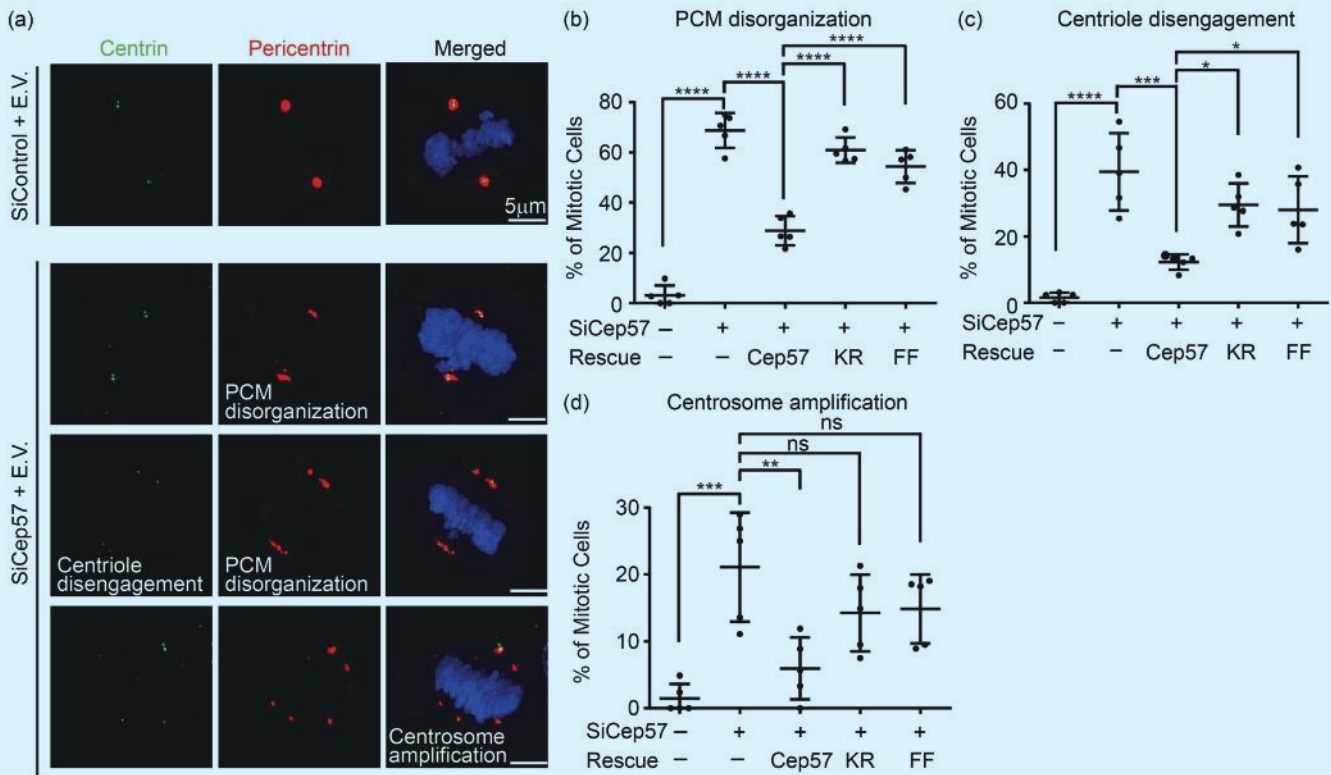 (a)
Centrin Pericentrin Merged
SiControl + E.V.
5μm
SiCep57 + E.V.
PCM
disorganization
Centriole
disengagement
PCM
disorganization
Centrosome
amplification
(b)
PCM disorganization
****
****
****
****
% of Mitotic Cells
80
60
40
20
0
SiCep57 – + + + +
Rescue – – Cep57 KR FF
(c)
Centriole disengagement
*
*
***
****
% of Mitotic Cells
60
40
20
0
SiCep57 – + + + +
Rescue – – Cep57 KR FF
(d)
Centrosome amplification
ns
ns
**
***
% of Mitotic Cells
30
20
10
0
SiCep57 – + + + +
Rescue – – Cep57 KR FF